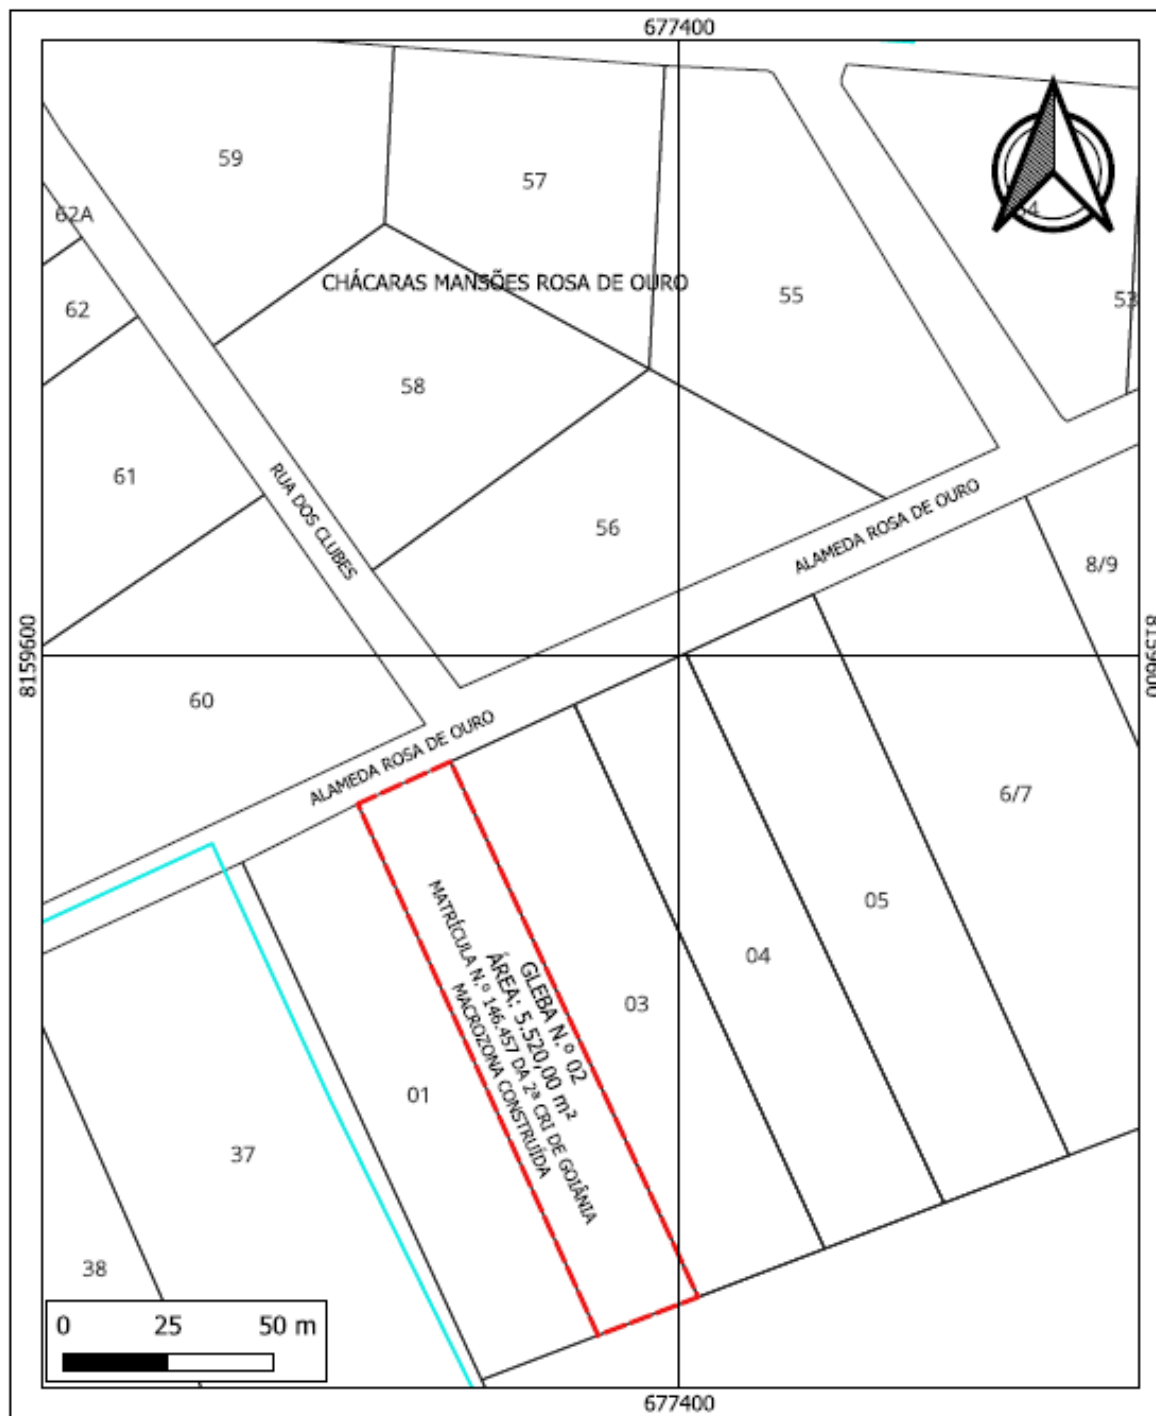 677400
59
57
62A
54
CHÁCARAS MANSÕES ROSA DE OURO
55
53
62
58
61
RUA DOS CLUBES
ALAMEDA ROSA DE OURO
56
8/9
8159600
8159600
60
ALAMEDA ROSA DE OURO
6/7
05
04
03
GLEBA N.º 02
ÁREA: 5.520,00 m²
MATRÍCULA N.º 146.457 DA 2ª CRI DE GOIÂNIA
MACROZONA CONSTRUÍDA
01
37
38
0 25 50 m
677400